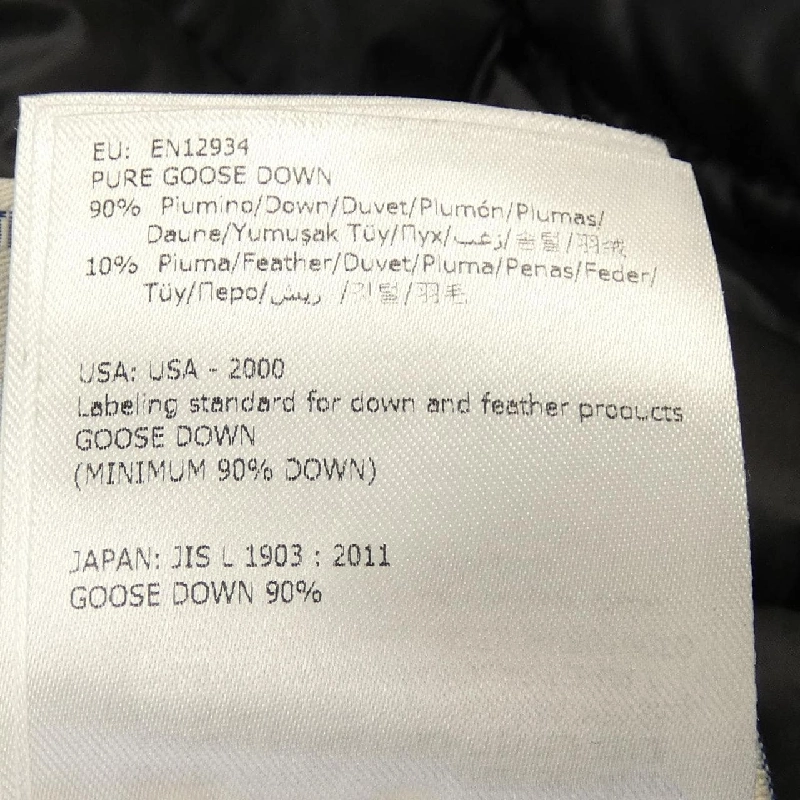 EU: EN12934
PURE GOOSE DOWN
90% Piumino/Down/Duvet/Plumón/Plumas/
Daune/Yumuşak Tüy/Пух/زغب/솜털/羽绒
10% Piuma/Feather/Duvet/Pluma/Penas/Feder/
Tüy/Перо/ريش/깃털/羽毛
USA: USA - 2000
Labeling standard for down and feather products
GOOSE DOWN
(MINIMUM 90% DOWN)
JAPAN: JIS L 1903 : 2011
GOOSE DOWN 90%